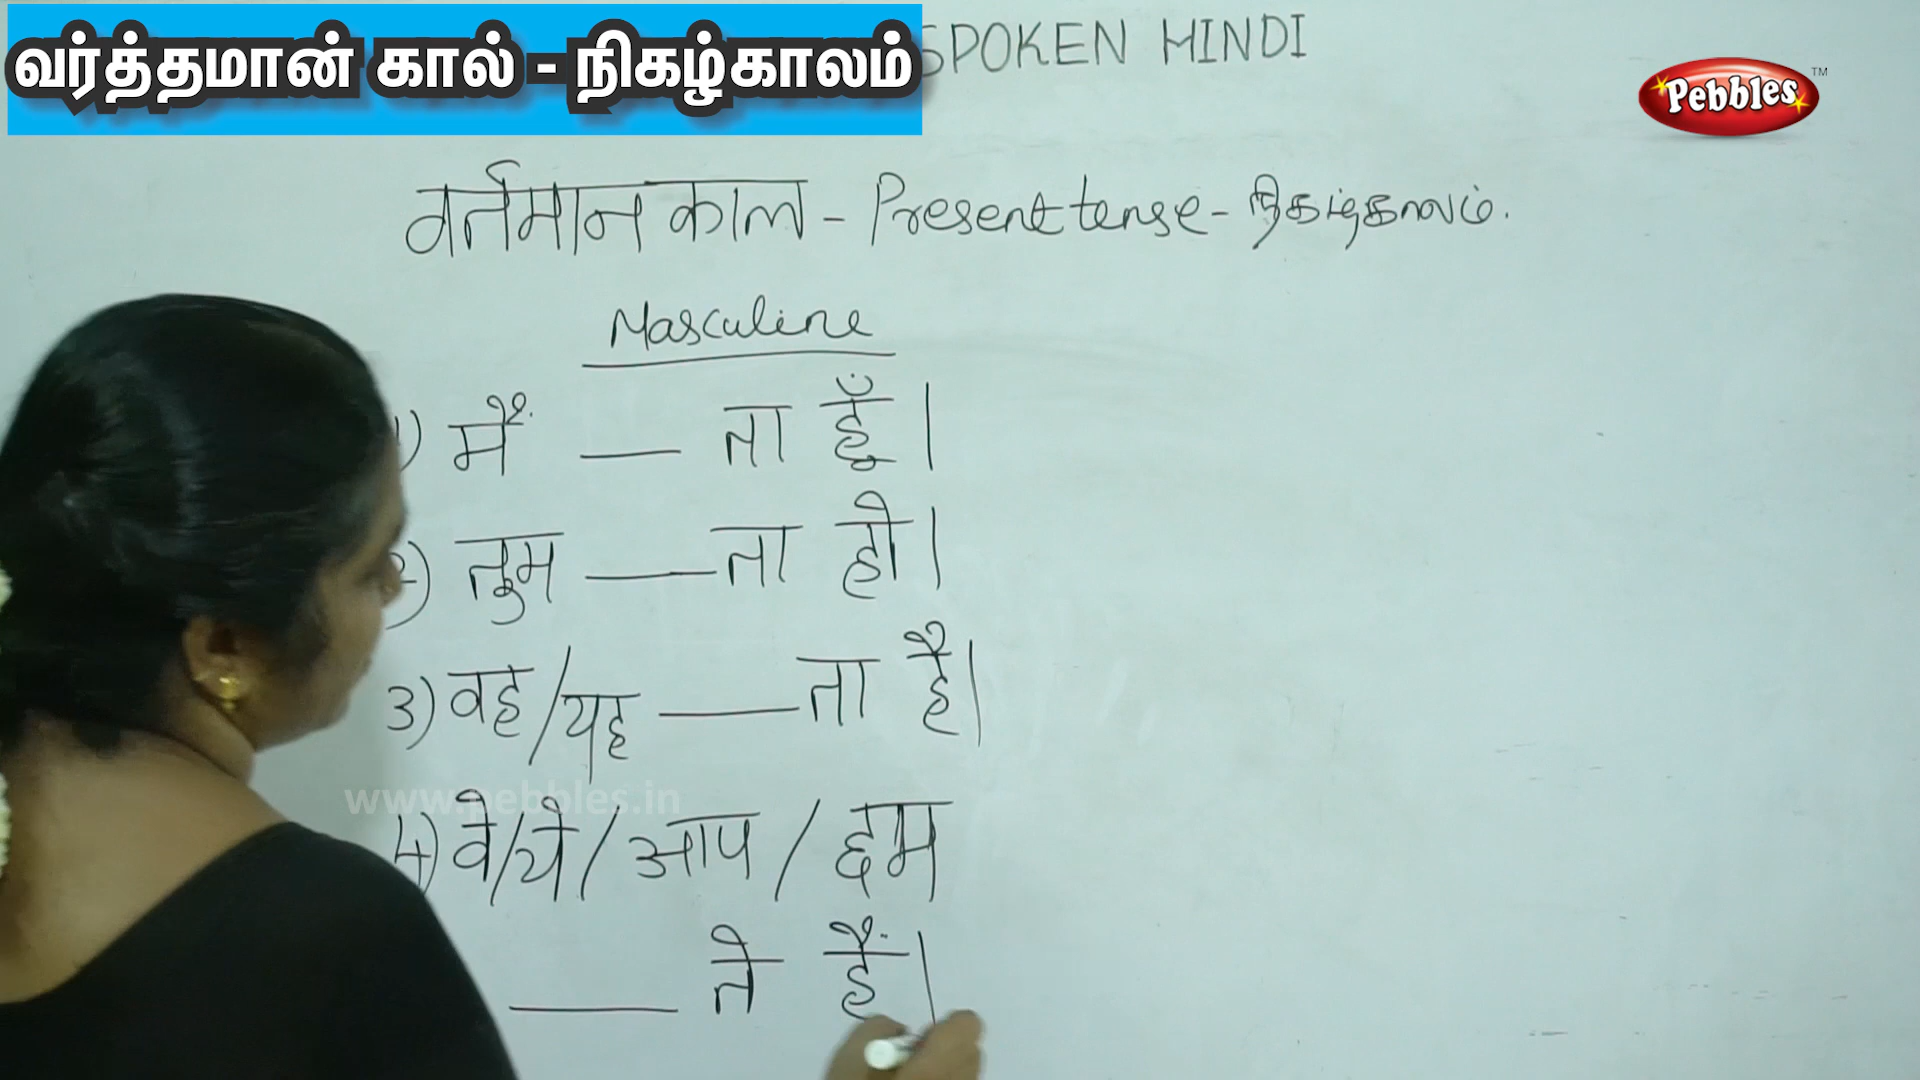 வர்த்தமான் கால் - நிகழ்காலம்
SPOKEN HINDI
Pebbles TM
वर्तमान काल - Present tense - நிகழ்காலம்.
Masculine
1) मैं — ता हूँ।
2) तुम — ता हो।
3) वह/यह — ता है।
www.pebbles.in
4) वे/ये/आप/हम
— ते हैं।